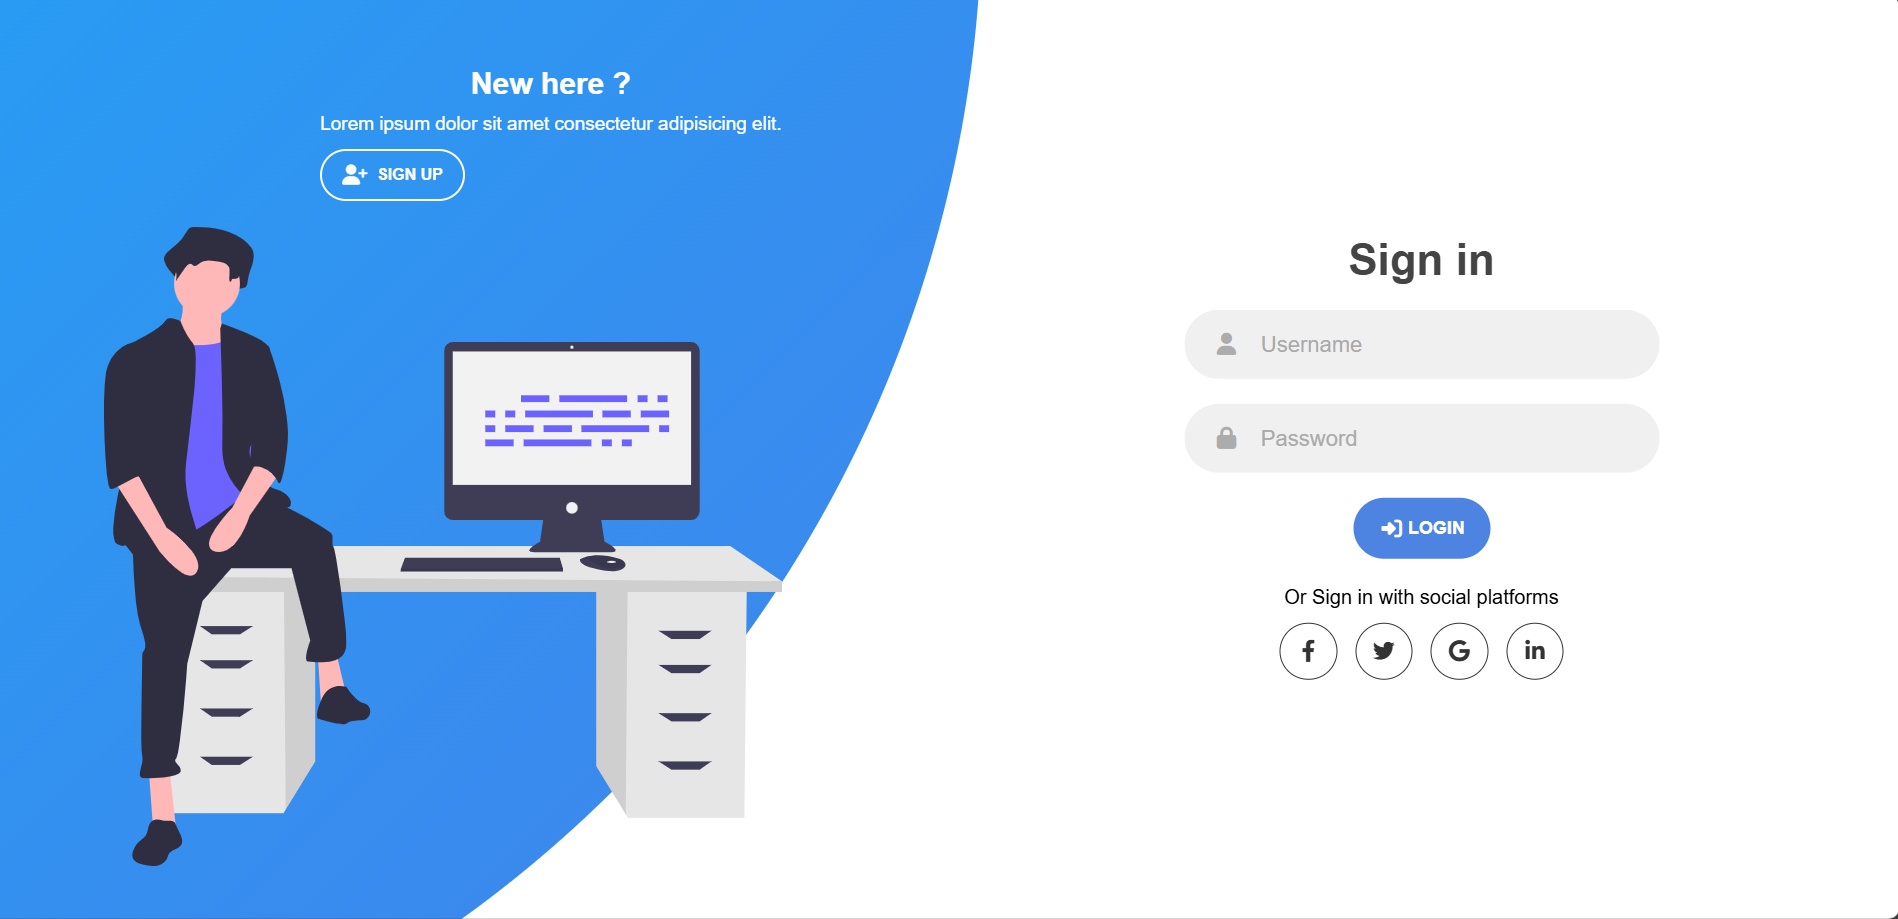 New here ?
Lorem ipsum dolor sit amet consectetur adipisicing elit.
SIGN UP
Sign in
Username
Password
LOGIN
Or Sign in with social platforms